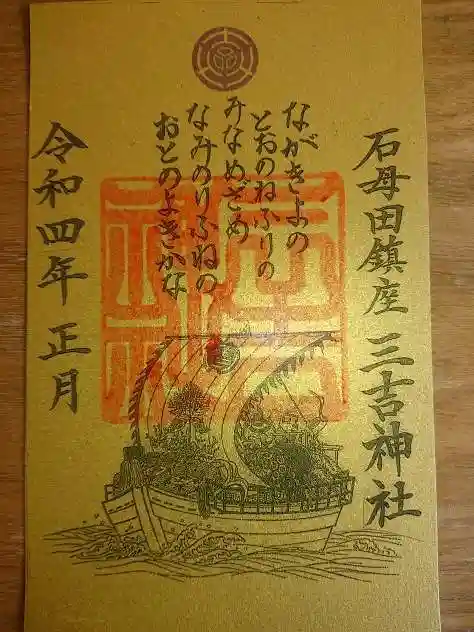 石母田鎮座 三吉神社
ながきよの
とおのねふりの
みなめざめ
なみのりふねの
おとのよきかな
令和四年 正月